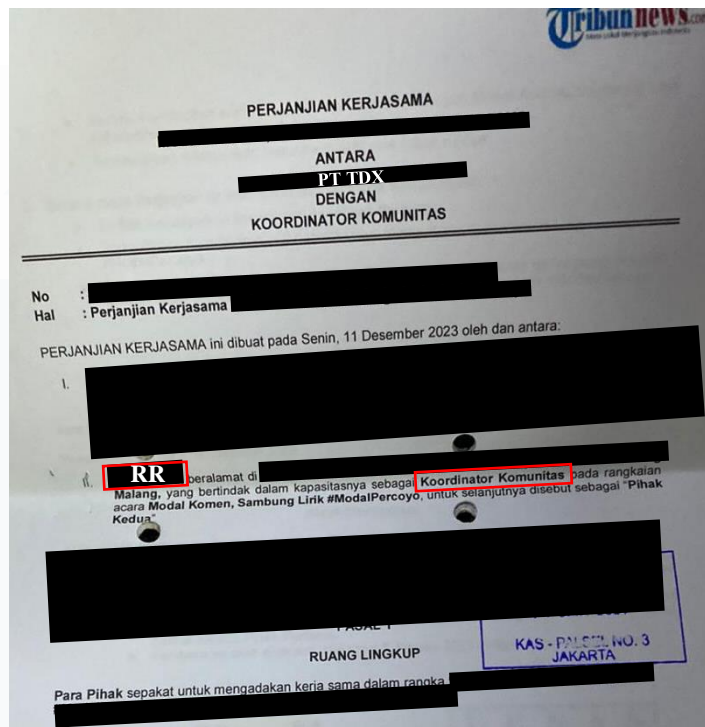 Tribunnews.com
PERJANJIAN KERJASAMA
ANTARA
PT TDX
DENGAN
KOORDINATOR KOMUNITAS
No :
Hal : Perjanjian Kerjasama
PERJANJIAN KERJASAMA ini dibuat pada Senin, 11 Desember 2023 oleh dan antara:
I.
II. RR beralamat di
Malang, yang bertindak dalam kapasitasnya sebagai Koordinator Komunitas pada rangkaian
acara Modal Komen, Sambung Lirik #ModalPercoyo, untuk selanjutnya disebut sebagai "Pihak
Kedua"
KAS - PALSEL NO. 3
JAKARTA
RUANG LINGKUP
Para Pihak sepakat untuk mengadakan kerja sama dalam rangka